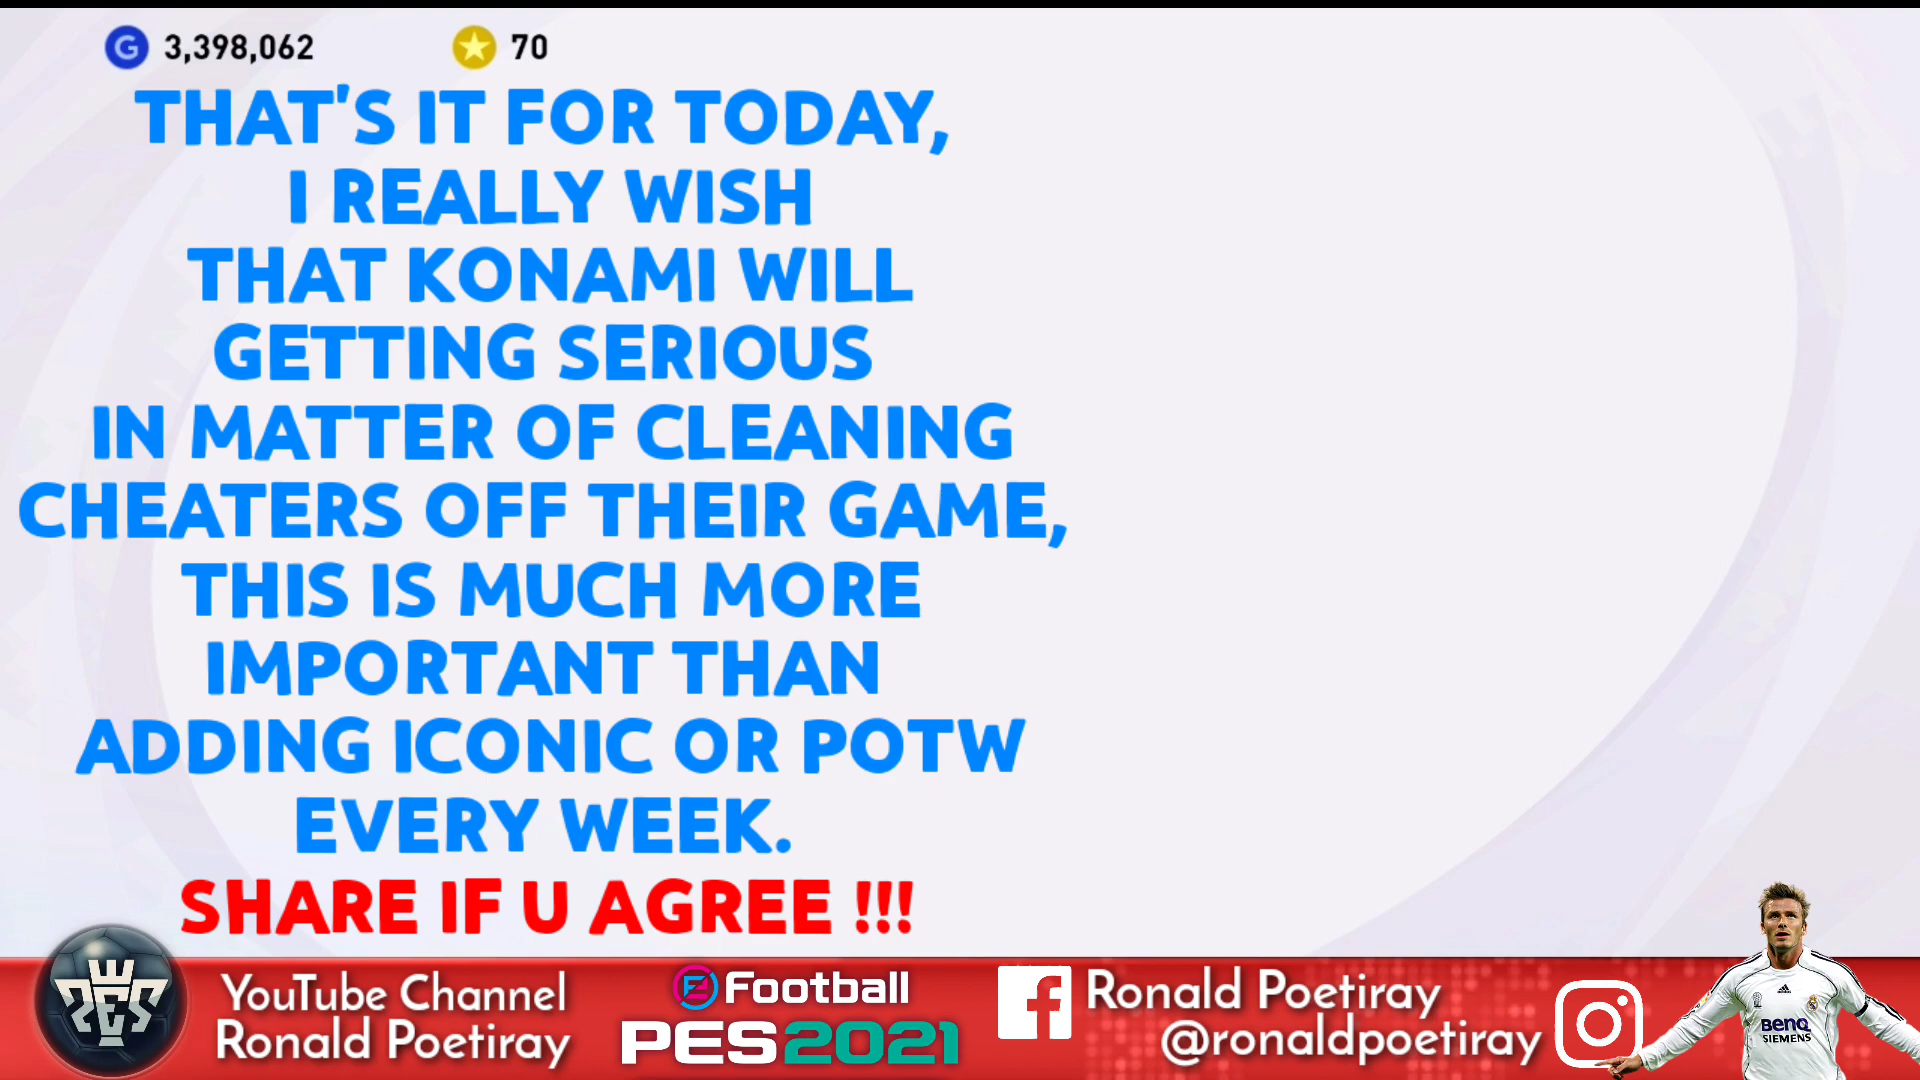 G 3,398,062 70
THAT'S IT FOR TODAY,
I REALLY WISH
THAT KONAMI WILL
GETTING SERIOUS
IN MATTER OF CLEANING
CHEATERS OFF THEIR GAME,
THIS IS MUCH MORE
IMPORTANT THAN
ADDING ICONIC OR POTW
EVERY WEEK.
SHARE IF U AGREE !!!
YouTube Channel
Ronald Poetiray
eFootball
PES2021
Ronald Poetiray
@ronaldpoetiray
BenQ
SIEMENS